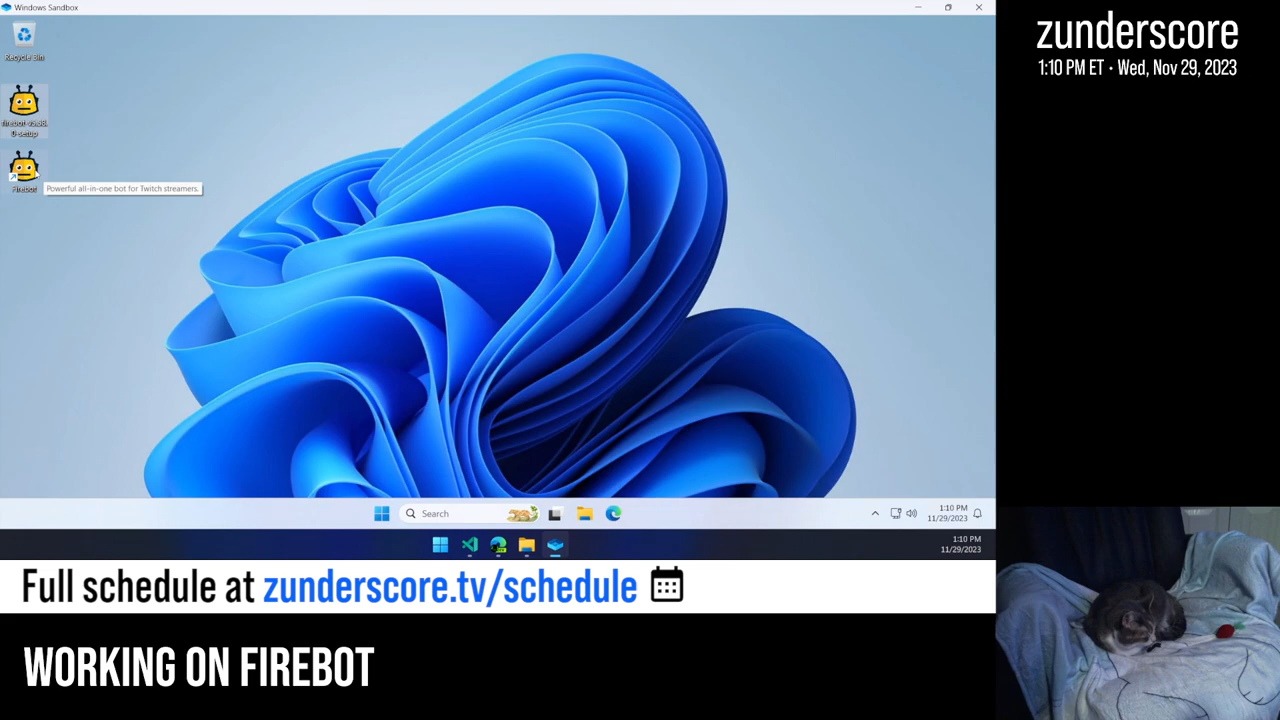 Windows Sandbox
zunderscore
1:10 PM ET • Wed, Nov 29, 2023
Recycle Bin
0-setup
Firebot
Powerful all-in-one bot for Twitch streamers.
Search
1:10 PM
11/29/2023
1:10 PM
11/29/2023
Full schedule at zunderscore.tv/schedule
WORKING ON FIREBOT